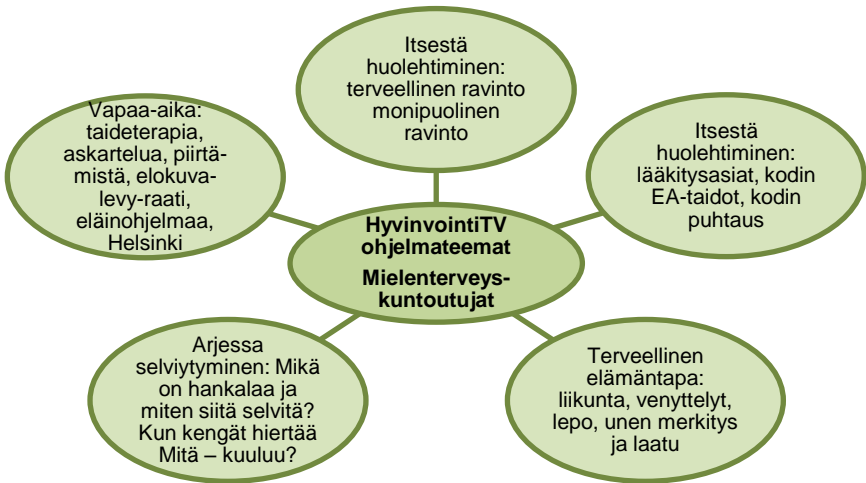 Itsestä
huolehtiminen:
terveellinen ravinto
monipuolinen
ravinto
Vapaa-aika:
taideterapia,
askartelua, piirtä-
mistä, elokuva-
levy-raati,
eläinohjelmaa,
Helsinki
Itsestä
huolehtiminen:
lääkitysasiat, kodin
EA-taidot, kodin
puhtaus
HyvinvointiTV
ohjelmateemat
Mielenterveys-
kuntoutujat
Arjessa
selviytyminen: Mikä
on hankalaa ja
miten siitä selvitä?
Kun kengät hiertää
Mitä – kuuluu?
Terveellinen
elämäntapa:
liikunta, venyttelyt,
lepo, unen merkitys
ja laatu